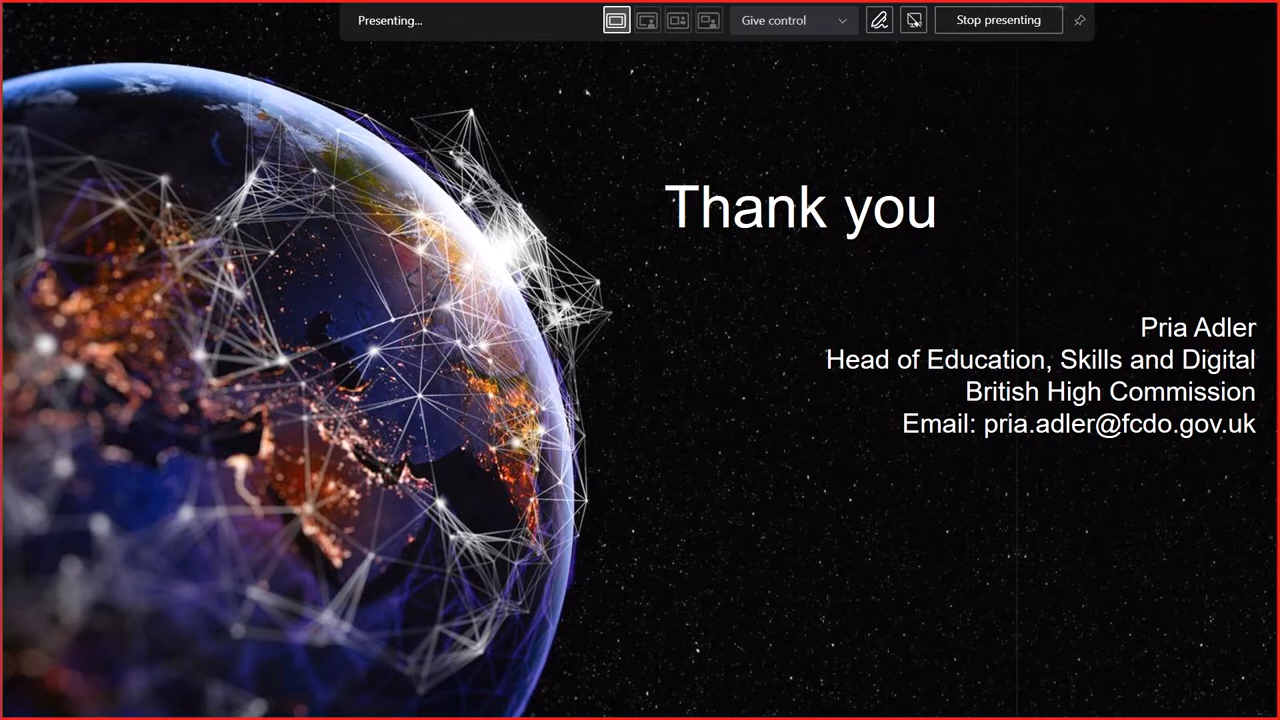 Presenting...
Give control
Stop presenting
Thank you
Pria Adler
Head of Education, Skills and Digital
British High Commission
Email: pria.adler@fcdo.gov.uk